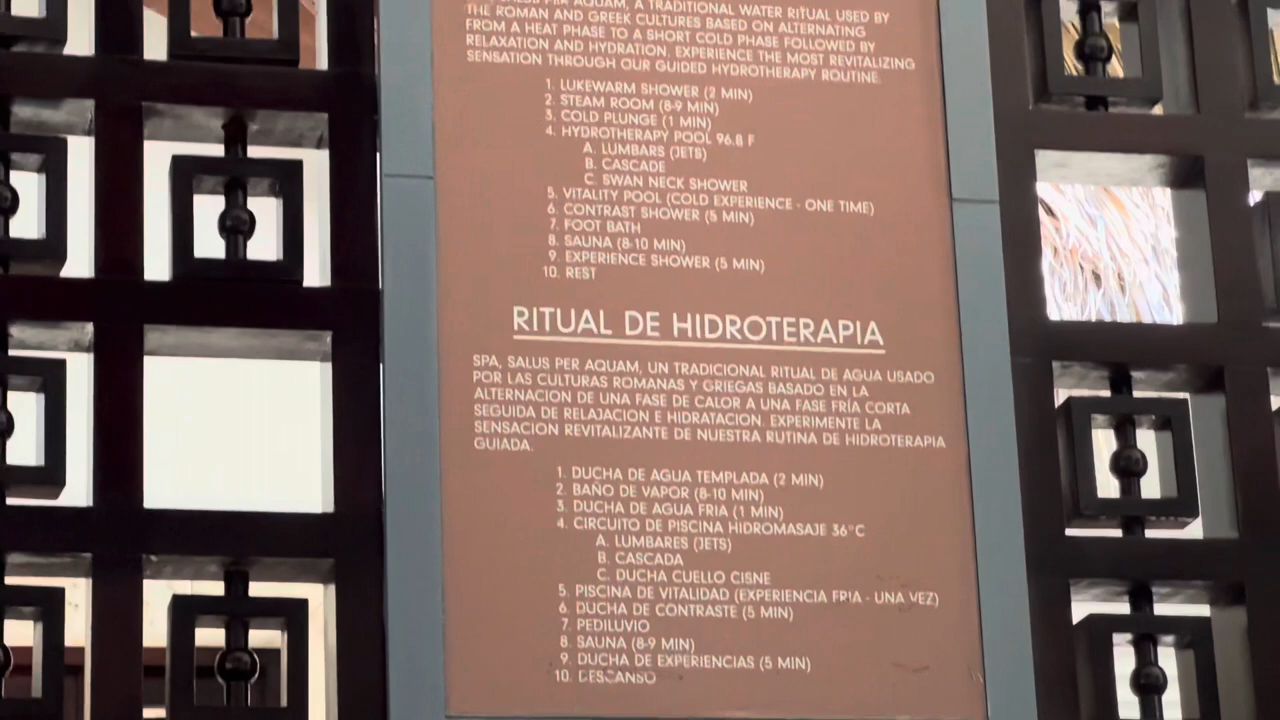 SALUS PER AQUAM, A TRADITIONAL WATER RITUAL USED BY
THE ROMAN AND GREEK CULTURES BASED ON ALTERNATING
FROM A HEAT PHASE TO A SHORT COLD PHASE FOLLOWED BY
RELAXATION AND HYDRATION. EXPERIENCE THE MOST REVITALIZING
SENSATION THROUGH OUR GUIDED HYDROTHERAPY ROUTINE.
1. LUKEWARM SHOWER (2 MIN)
2. STEAM ROOM (8-9 MIN)
3. COLD PLUNGE (1 MIN)
4. HYDROTHERAPY POOL 96.8 F
A. LUMBARS (JETS)
B. CASCADE
C. SWAN NECK SHOWER
5. VITALITY POOL (COLD EXPERIENCE - ONE TIME)
6. CONTRAST SHOWER (5 MIN)
7. FOOT BATH
8. SAUNA (8-10 MIN)
9. EXPERIENCE SHOWER (5 MIN)
10. REST
RITUAL DE HIDROTERAPIA
SPA, SALUS PER AQUAM, UN TRADICIONAL RITUAL DE AGUA USADO
POR LAS CULTURAS ROMANAS Y GRIEGAS BASADO EN LA
ALTERNACION DE UNA FASE DE CALOR A UNA FASE FRÍA CORTA
SEGUIDA DE RELAJACION E HIDRATACION. EXPERIMENTE LA
SENSACION REVITALIZANTE DE NUESTRA RUTINA DE HIDROTERAPIA
GUIADA.
1. DUCHA DE AGUA TEMPLADA (2 MIN)
2. BAÑO DE VAPOR (8-10 MIN)
3. DUCHA DE AGUA FRIA (1 MIN)
4. CIRCUITO DE PISCINA HIDROMASAJE 36°C
A. LUMBARES (JETS)
B. CASCADA
C. DUCHA CUELLO CISNE
5. PISCINA DE VITALIDAD (EXPERIENCIA FRIA - UNA VEZ)
6. DUCHA DE CONTRASTE (5 MIN)
7. PEDILUVIO
8. SAUNA (8-9 MIN)
9. DUCHA DE EXPERIENCIAS (5 MIN)
10. DESCANSO